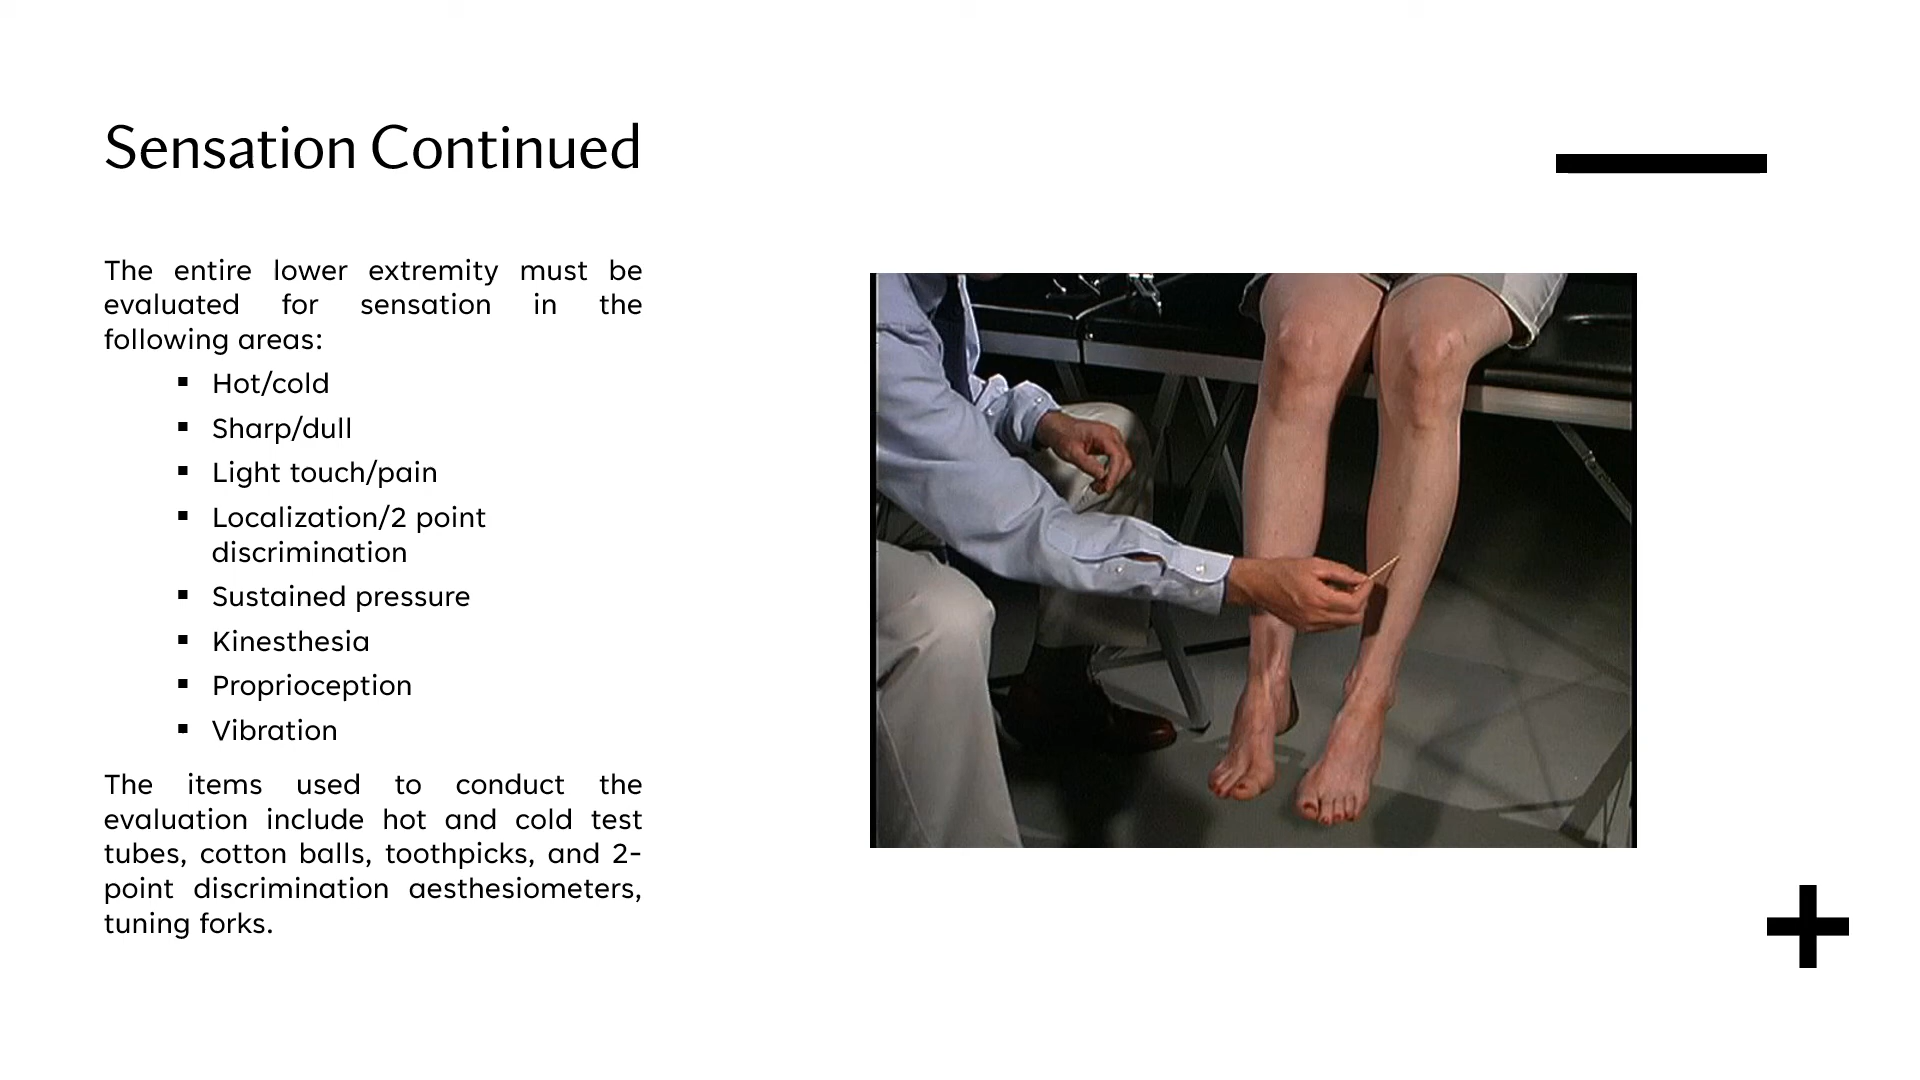 Sensation Continued
The entire lower extremity must be
evaluated for sensation in the
following areas:
▪ Hot/cold
▪ Sharp/dull
▪ Light touch/pain
▪ Localization/2 point
discrimination
▪ Sustained pressure
▪ Kinesthesia
▪ Proprioception
▪ Vibration
The items used to conduct the
evaluation include hot and cold test
tubes, cotton balls, toothpicks, and 2-
point discrimination aesthesiometers,
tuning forks.